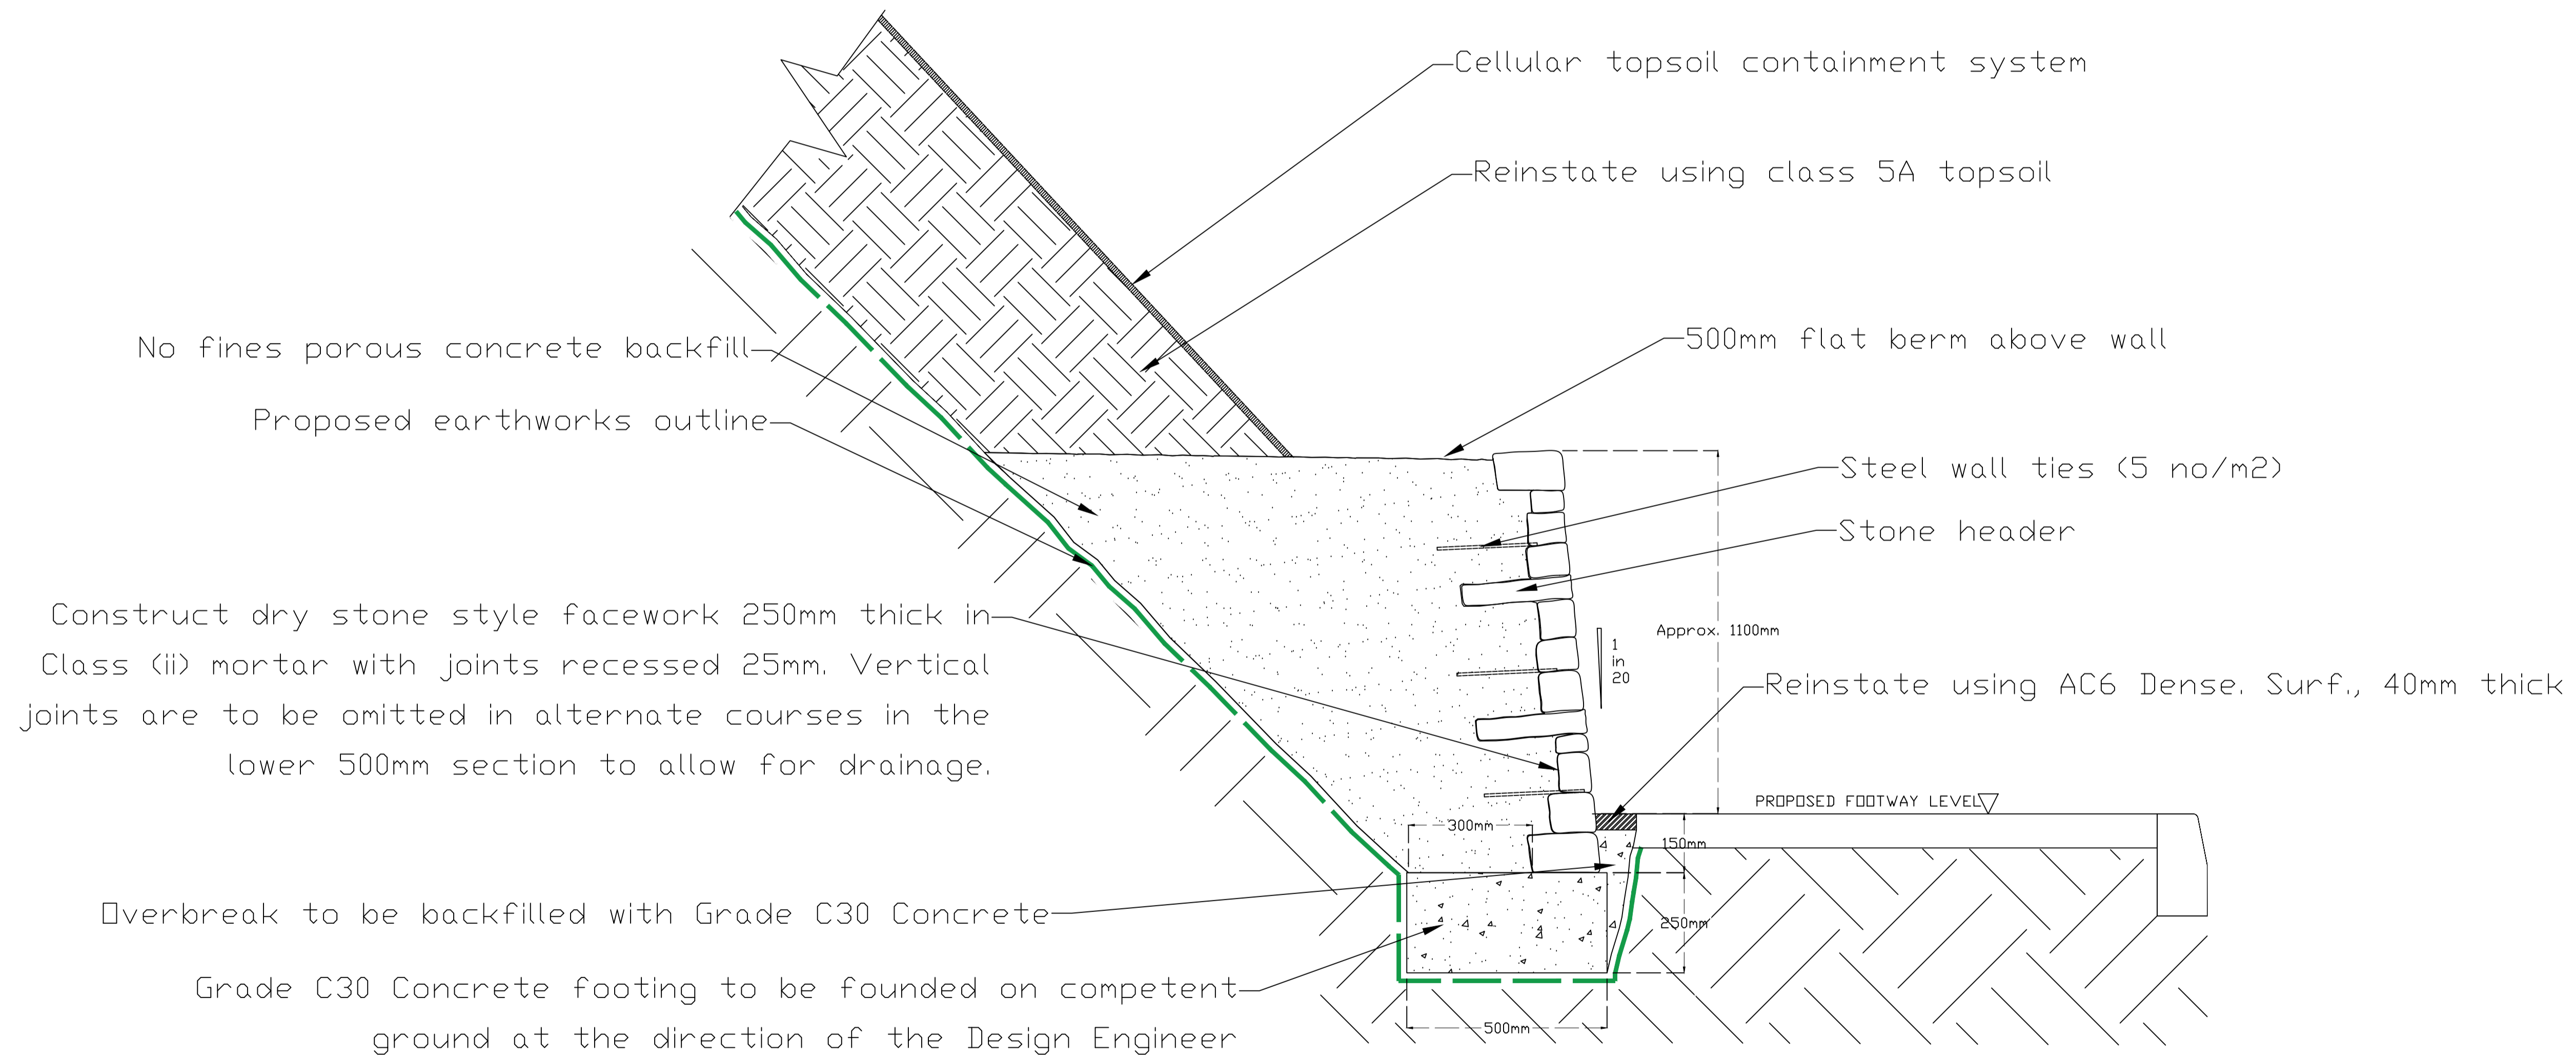 Cellular topsoil containment system
Reinstate using class 5A topsoil
No fines porous concrete backfill
500mm flat berm above wall
Proposed earthworks outline
Steel wall ties (5 no/m2)
Stone header
Construct dry stone style facework 250mm thick in
Class (ii) mortar with joints recessed 25mm. Vertical
joints are to be omitted in alternate courses in the
lower 500mm section to allow for drainage.
Approx. 1100mm
1
in
20
Reinstate using AC6 Dense. Surf., 40mm thick
PROPOSED FOOTWAY LEVEL
300mm
150mm
Overbreak to be backfilled with Grade C30 Concrete
250mm
Grade C30 Concrete footing to be founded on competent
ground at the direction of the Design Engineer
500mm